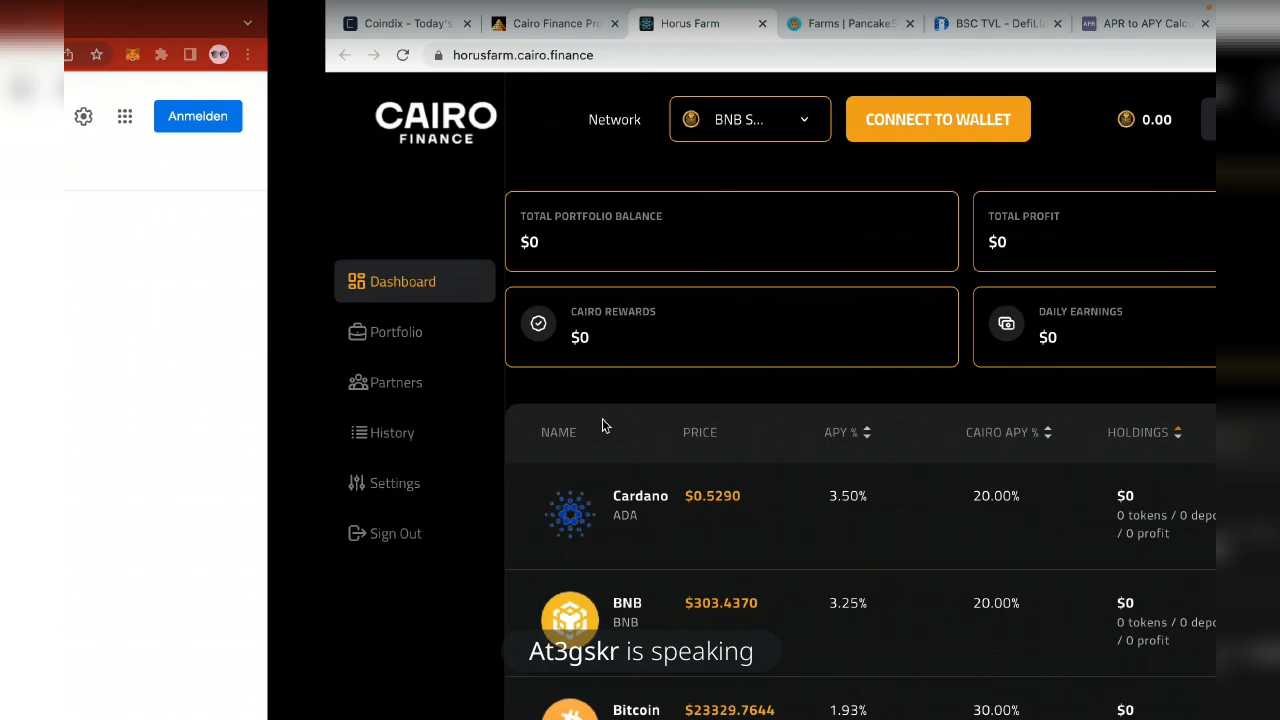 Coindix - Today's
Cairo Finance Pro
Horus Farm
Farms | PancakeS
BSC TVL - DefiLl
APR to APY Calcu
horusfarm.cairo.finance
Anmelden
CAIRO
FINANCE
Network
BNB S...
CONNECT TO WALLET
0.00
TOTAL PORTFOLIO BALANCE
$0
TOTAL PROFIT
$0
Dashboard
Portfolio
Partners
History
Settings
Sign Out
CAIRO REWARDS
$0
DAILY EARNINGS
$0
NAME PRICE APY % CAIRO APY % HOLDINGS
Cardano $0.5290 3.50% 20.00% $0
ADA 0 tokens / 0 depo
/ 0 profit
BNB $303.4370 3.25% 20.00% $0
BNB 0 tokens / 0 depo
/ 0 profit
At3gskr is speaking
Bitcoin $23329.7644 1.93% 30.00% $0